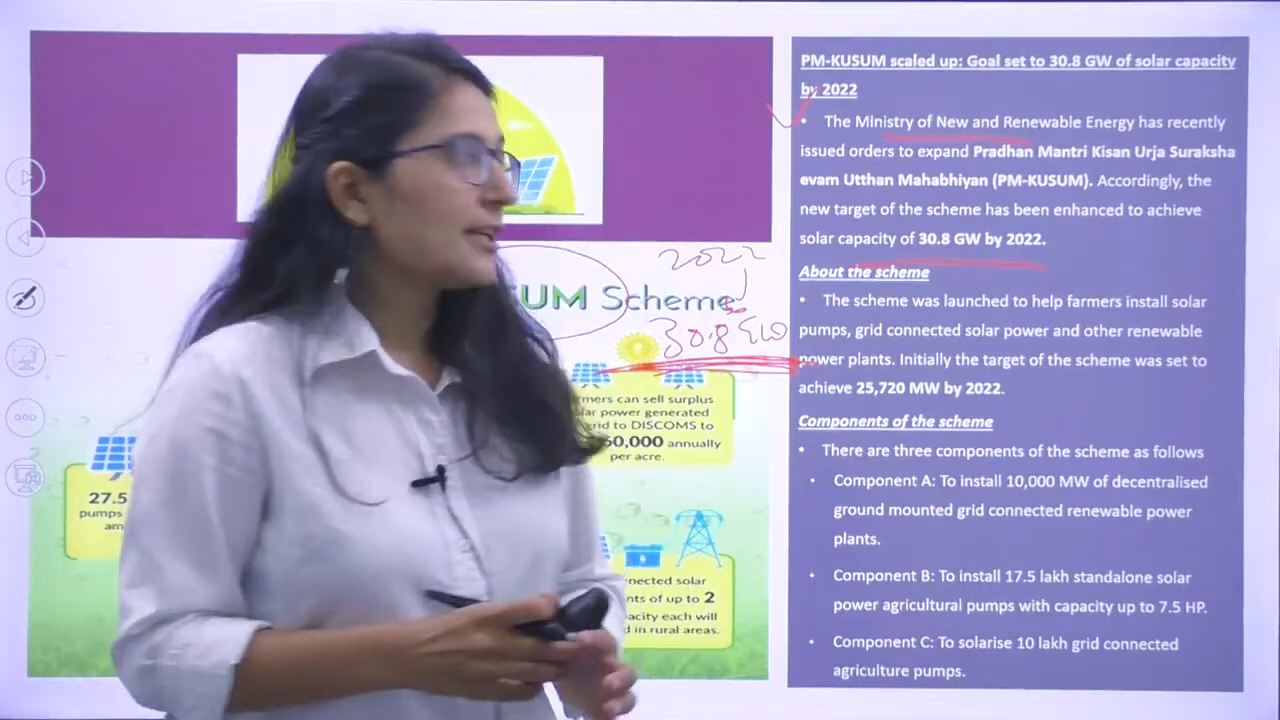 PM-KUSUM scaled up: Goal set to 30.8 GW of solar capacity
by 2022
• The Ministry of New and Renewable Energy has recently
issued orders to expand Pradhan Mantri Kisan Urja Suraksha
evam Utthan Mahabhiyan (PM-KUSUM). Accordingly, the
new target of the scheme has been enhanced to achieve
solar capacity of 30.8 GW by 2022.
About the scheme
• The scheme was launched to help farmers install solar
pumps, grid connected solar power and other renewable
power plants. Initially the target of the scheme was set to
achieve 25,720 MW by 2022.
Components of the scheme
• There are three components of the scheme as follows
• Component A: To install 10,000 MW of decentralised
ground mounted grid connected renewable power
plants.
• Component B: To install 17.5 lakh standalone solar
power agricultural pumps with capacity up to 7.5 HP.
• Component C: To solarise 10 lakh grid connected
agriculture pumps.
2022
SUM Scheme
30.8 GW
can sell surplus
power generated
grid to DISCOMS to
annually
per acre.
27.5
pumps
solar
of up to 2
each will
in rural areas.